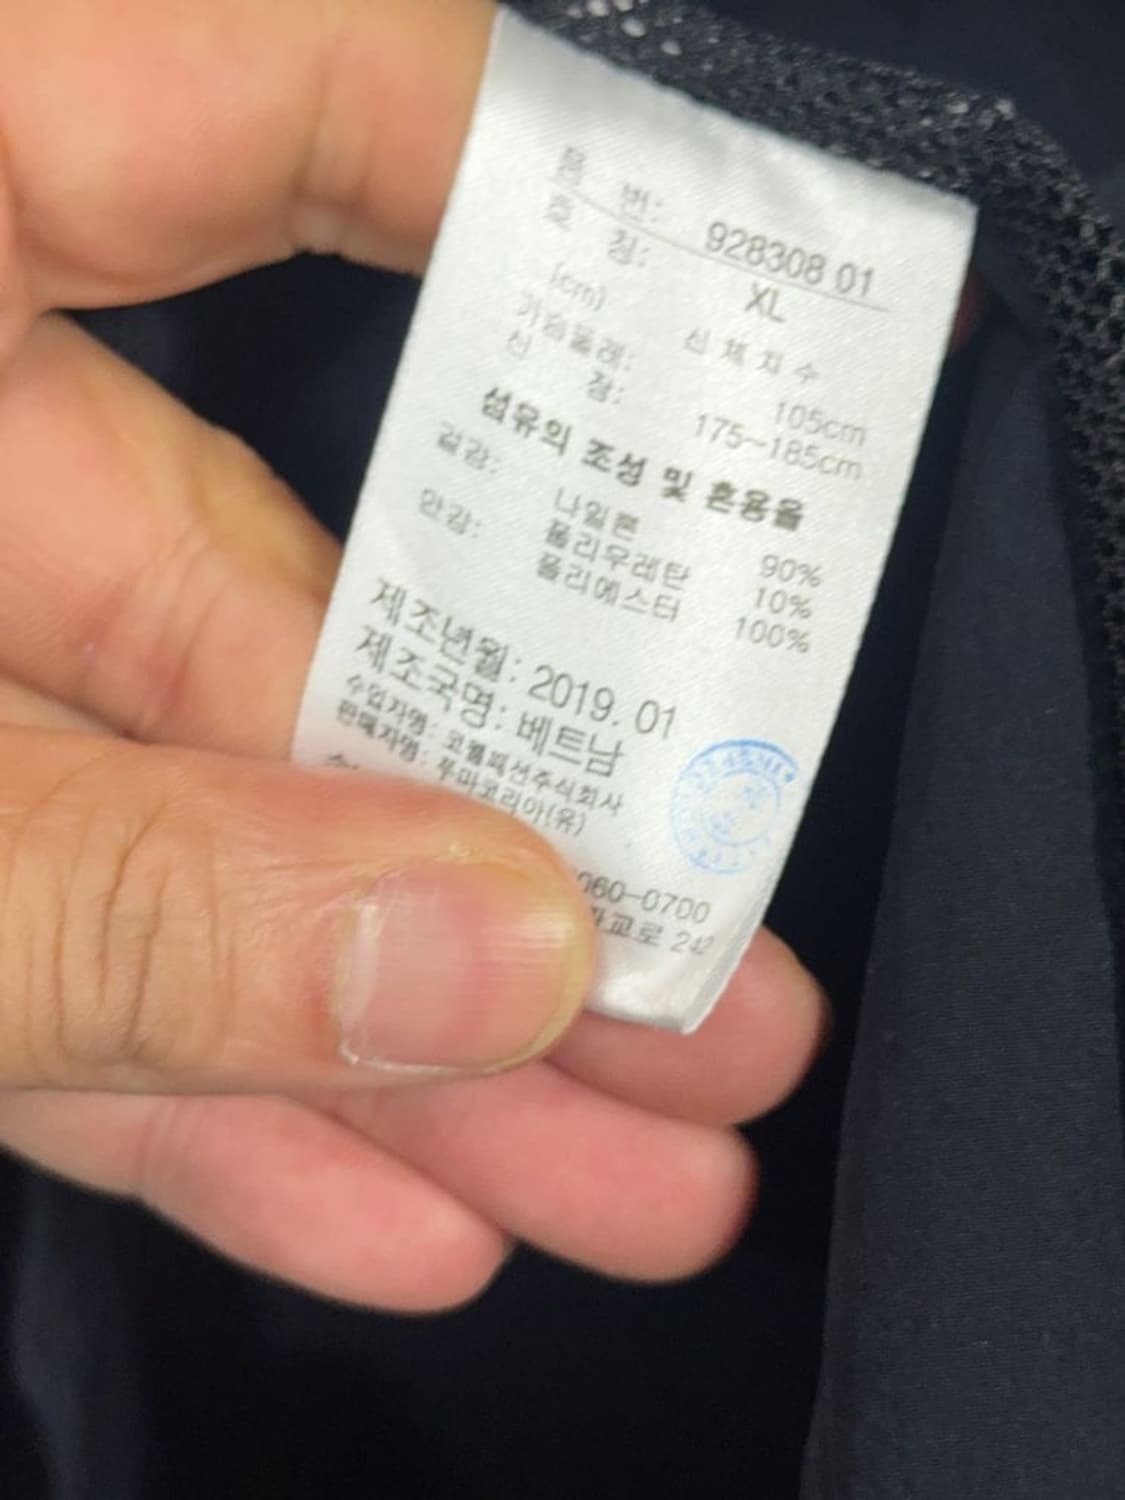 품 번: 928308 01
호 칭: XL
(cm) 신체치수
가슴둘레: 105cm
신 장: 175~185cm
섬유의 조성 및 혼용율
겉감: 나일론 90%
폴리우레탄 10%
안감: 폴리에스터 100%
제조년월: 2019. 01
제조국명: 베트남
수입자명: 코웰패션주식회사
판매자명: 푸마코리아(유)
060-0700
교로 242